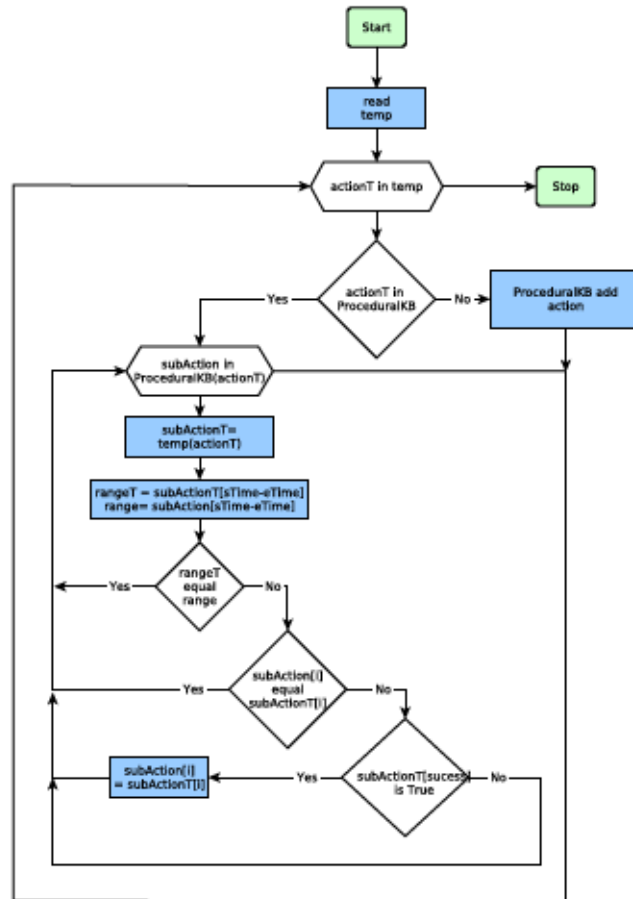 Start
read
temp
actionT in temp
Stop
actionT in
ProceduralKB
Yes
No
ProceduralKB add
action
subAction in
ProceduralKB(actionT)
subActionT=
temp(actionT)
rangeT = subActionT[sTime-eTime]
range= subAction[sTime-eTime]
rangeT
equal
range
Yes
No
subAction[i]
equal
subActionT[i]
Yes
No
subActionT[sucess]
is True
Yes
No
subAction[i]
= subActionT[i]